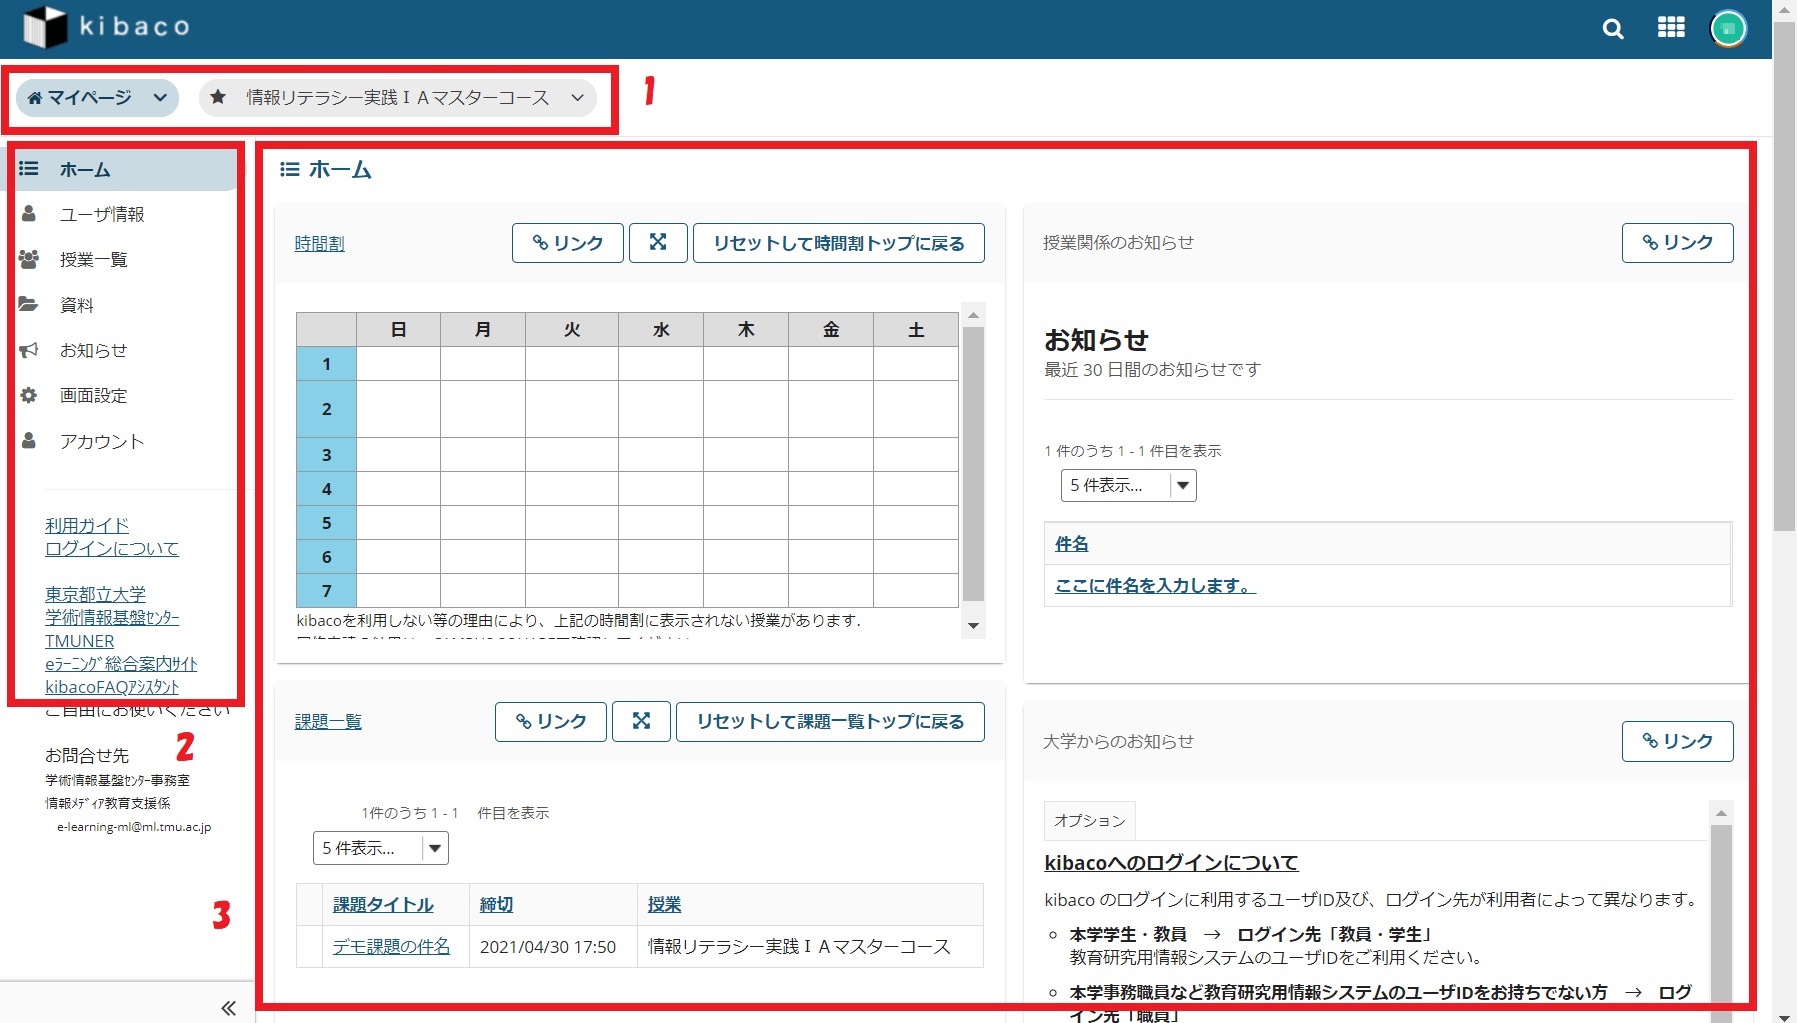 kibaco
マイページ
情報リテラシー実践ⅠAマスターコース
1
ホーム
ユーザ情報
授業一覧
資料
お知らせ
画面設定
アカウント
利用ガイド
ログインについて
東京都立大学
学術情報基盤ｾﾝﾀｰ
TMUNER
eﾗｰﾆﾝｸﾞ総合案内ｻｲﾄ
kibacoFAQｱｼｽﾀﾝﾄ
ご自由にお使いください
2
お問合せ先
学術情報基盤ｾﾝﾀｰ事務室
情報ﾒﾃﾞｨｱ教育支援係
e-learning-ml@ml.tmu.ac.jp
3
ホーム
時間割
リンク
リセットして時間割トップに戻る
日 月 火 水 木 金 土
1
2
3
4
5
6
7
kibacoを利用しない等の理由により、上記の時間割に表示されない授業があります.
課題一覧
リンク
リセットして課題一覧トップに戻る
1件のうち 1 - 1 件目を表示
5 件表示...
課題タイトル 締切 授業
デモ課題の件名 2021/04/30 17:50 情報リテラシー実践ⅠAマスターコース
授業関係のお知らせ
リンク
お知らせ
最近 30 日間のお知らせです
1 件のうち 1 - 1 件目を表示
5 件表示...
件名
ここに件名を入力します。
大学からのお知らせ
リンク
オプション
kibacoへのログインについて
kibaco のログインに利用するユーザID及び、ログイン先が利用者によって異なります。
本学学生・教員 → ログイン先「教員・学生」
教育研究用情報システムのユーザIDをご利用ください。
本学事務職員など教育研究用情報システムのユーザIDをお持ちでない方 → ログ
イン先「職員」